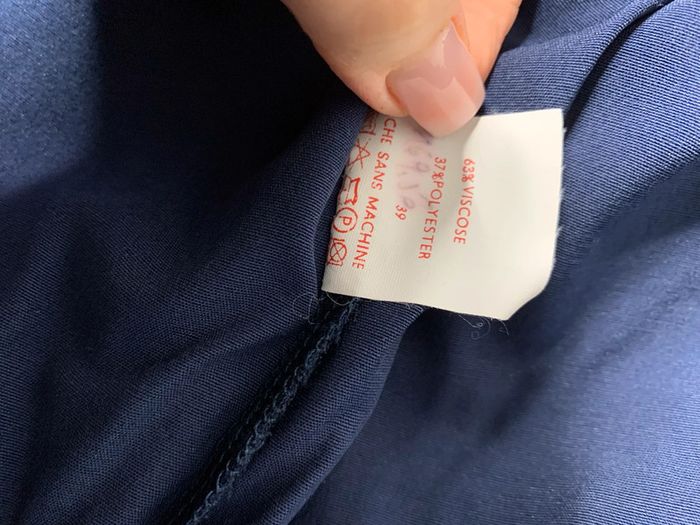 63% VISCOSE
37% POLYESTER
39
CHE SANS MACHINE
P